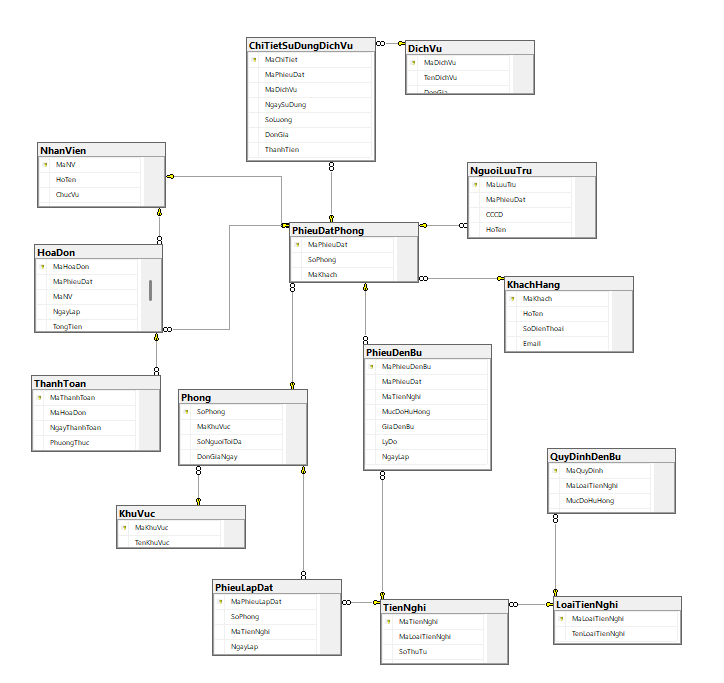 ChiTietSuDungDichVu
MaChiTiet
MaPhieuDat
MaDichVu
NgaySuDung
SoLuong
DonGia
ThanhTien
DichVu
MaDichVu
TenDichVu
DonGia
NhanVien
MaNV
HoTen
ChucVu
NguoiLuuTru
MaLuuTru
MaPhieuDat
CCCD
HoTen
PhieuDatPhong
MaPhieuDat
SoPhong
MaKhach
HoaDon
MaHoaDon
MaPhieuDat
MaNV
NgayLap
TongTien
KhachHang
MaKhach
HoTen
SoDienThoai
Email
PhieuDenBu
MaPhieuDenBu
MaPhieuDat
MaTienNghi
MucDoHuHong
GiaDenBu
LyDo
NgayLap
ThanhToan
MaThanhToan
MaHoaDon
NgayThanhToan
PhuongThuc
Phong
SoPhong
MaKhuVuc
SoNguoiToiDa
DonGiaNgay
QuyDinhDenBu
MaQuyDinh
MaLoaiTienNghi
MucDoHuHong
KhuVuc
MaKhuVuc
TenKhuVuc
PhieuLapDat
MaPhieuLapDat
SoPhong
MaTienNghi
NgayLap
TienNghi
MaTienNghi
MaLoaiTienNghi
SoThuTu
LoaiTienNghi
MaLoaiTienNghi
TenLoaiTienNghi